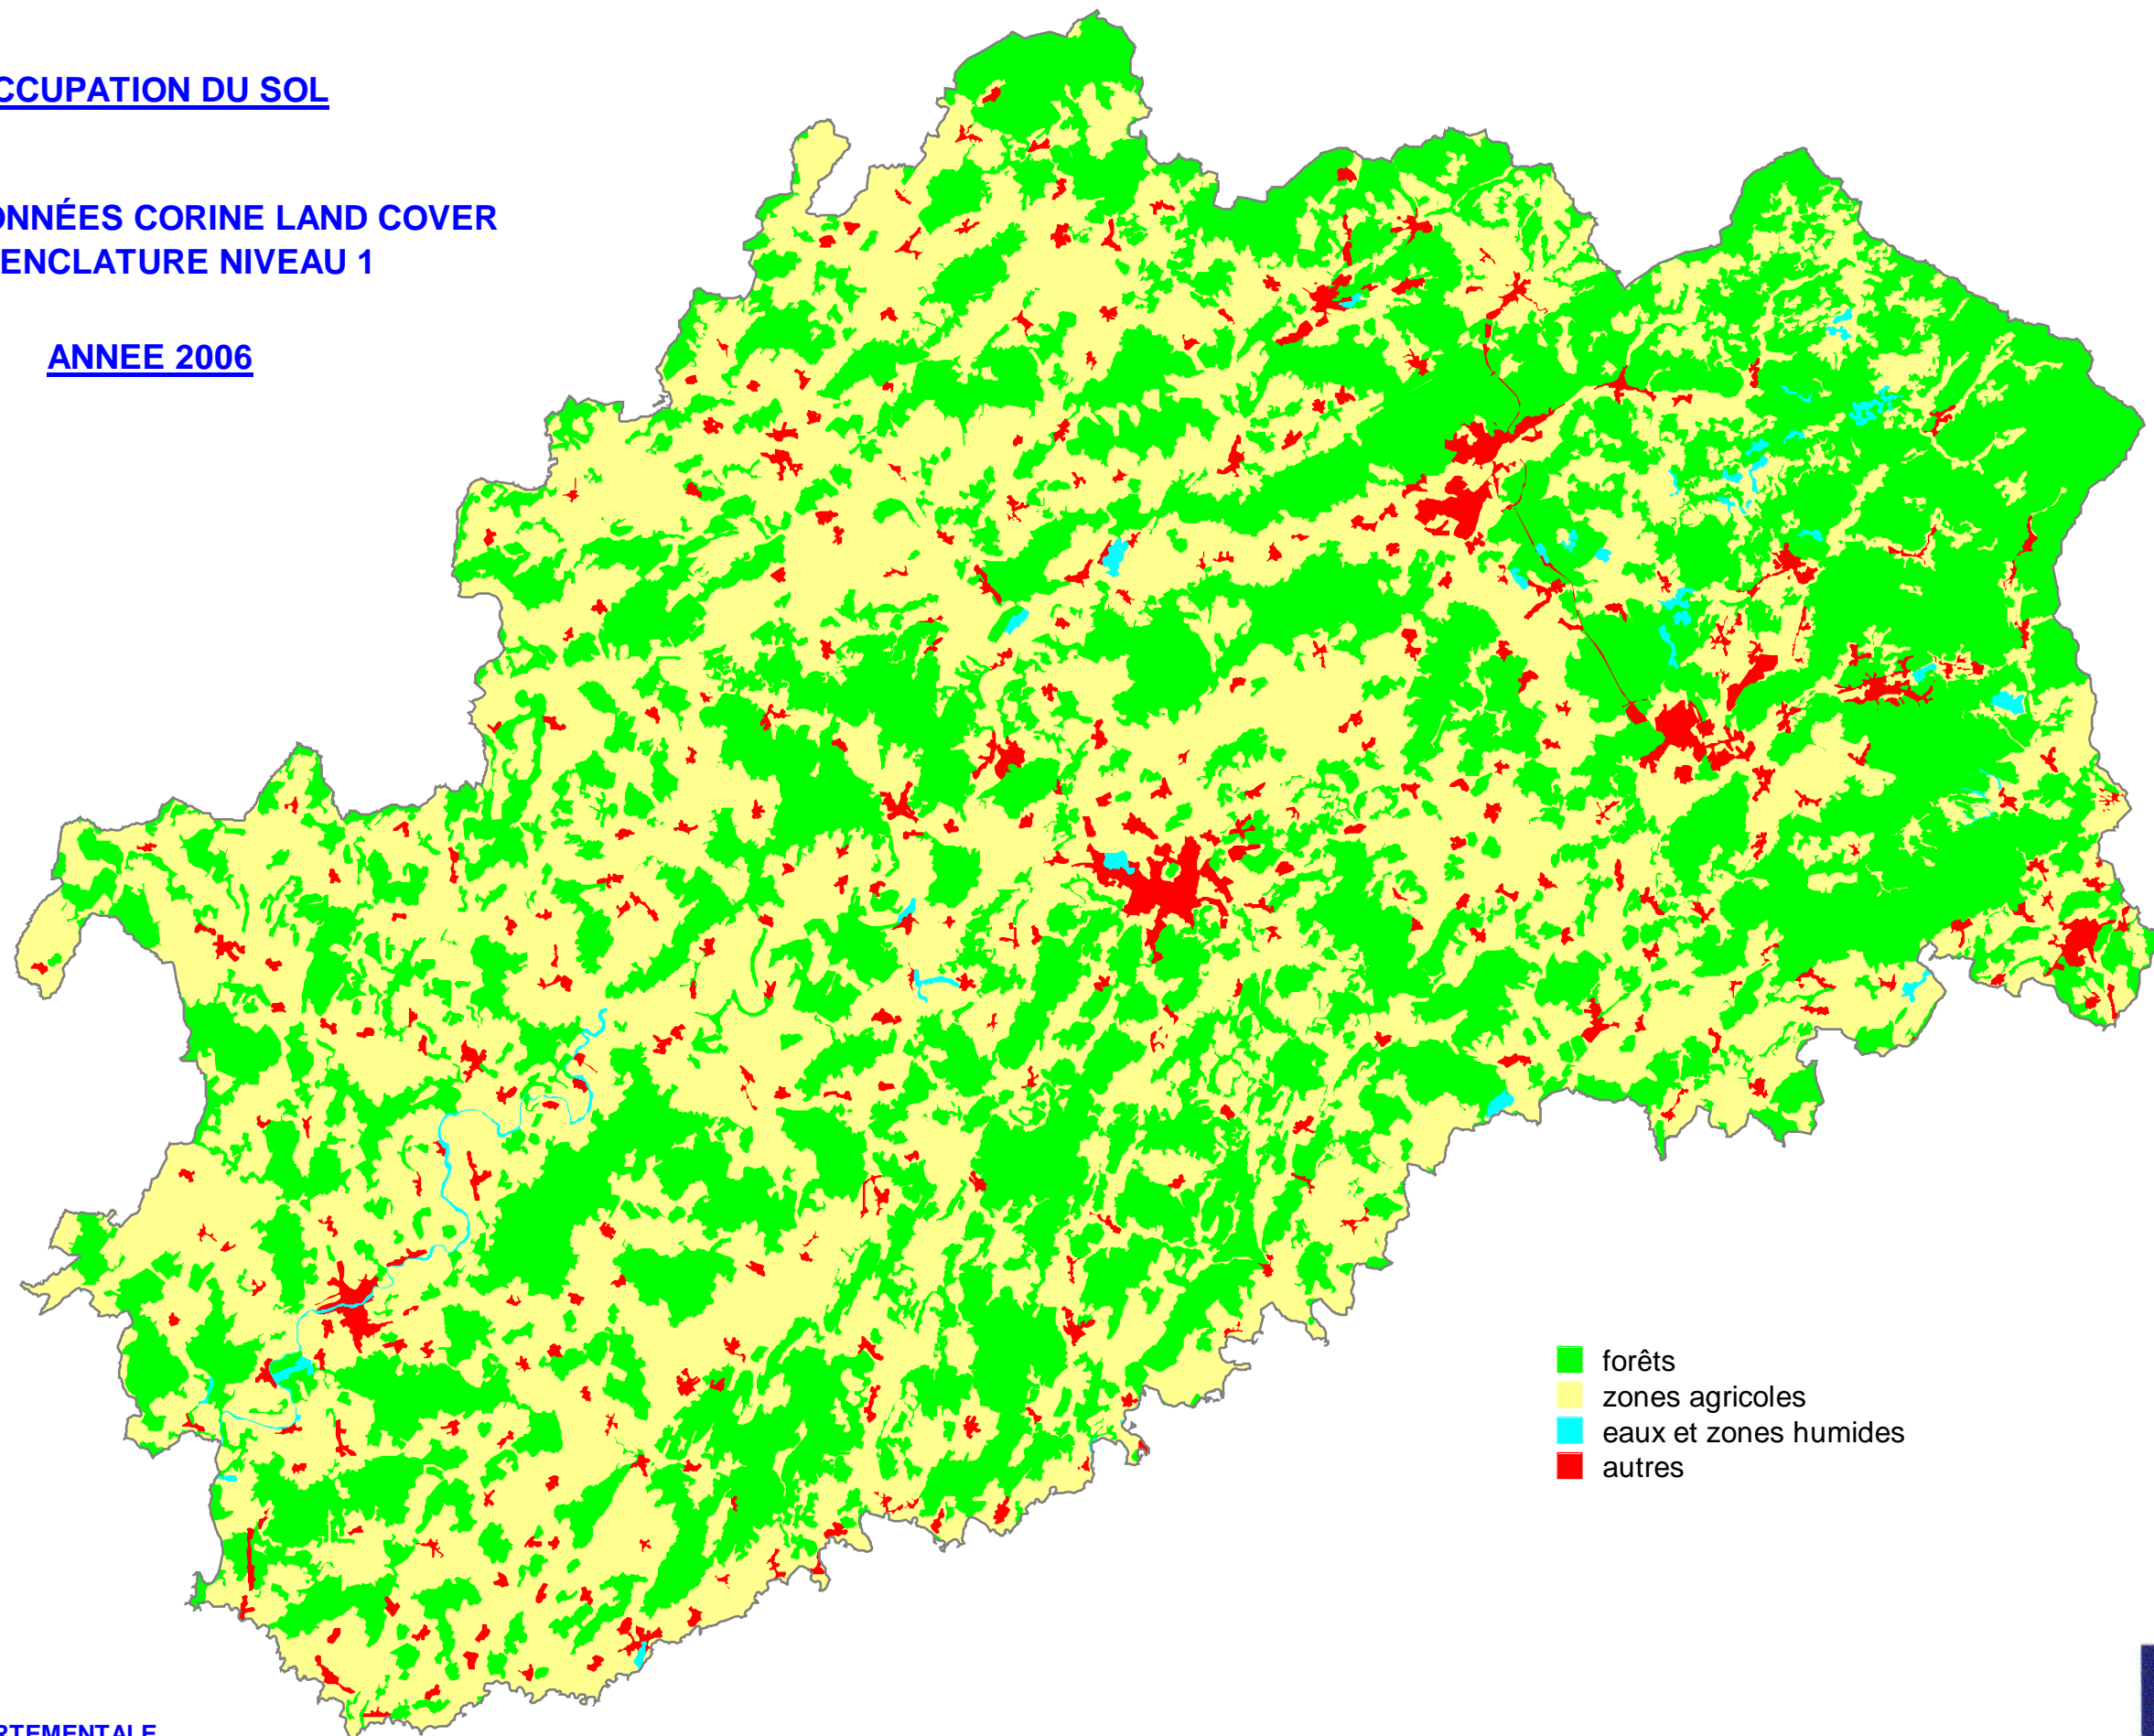 CCUPATION DU SOL
ONNÉES CORINE LAND COVER
ENCLATURE NIVEAU 1
ANNEE 2006
forêts
zones agricoles
eaux et zones humides
autres
RTEMENTALE